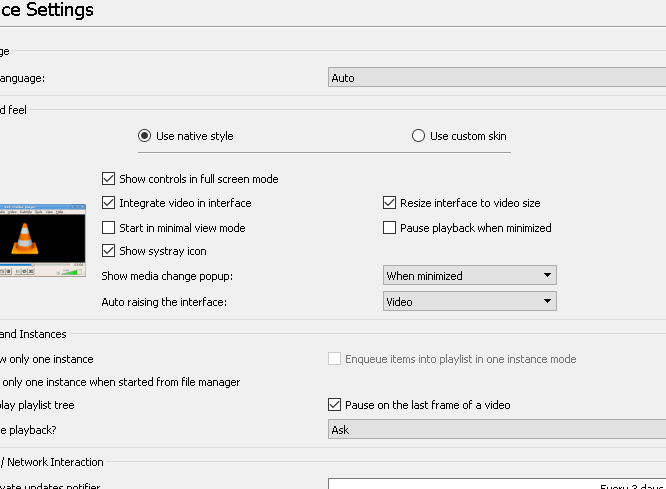 ce Settings
ge
anguage:
Auto
d feel
Use native style
Use custom skin
Show controls in full screen mode
Integrate video in interface
Resize interface to video size
Start in minimal view mode
Pause playback when minimized
Show systray icon
Show media change popup:
When minimized
Auto raising the interface:
Video
and Instances
w only one instance
Enqueue items into playlist in one instance mode
only one instance when started from file manager
lay playlist tree
Pause on the last frame of a video
e playback?
Ask
/ Network Interaction
ivate updates notifier
Every 3 days